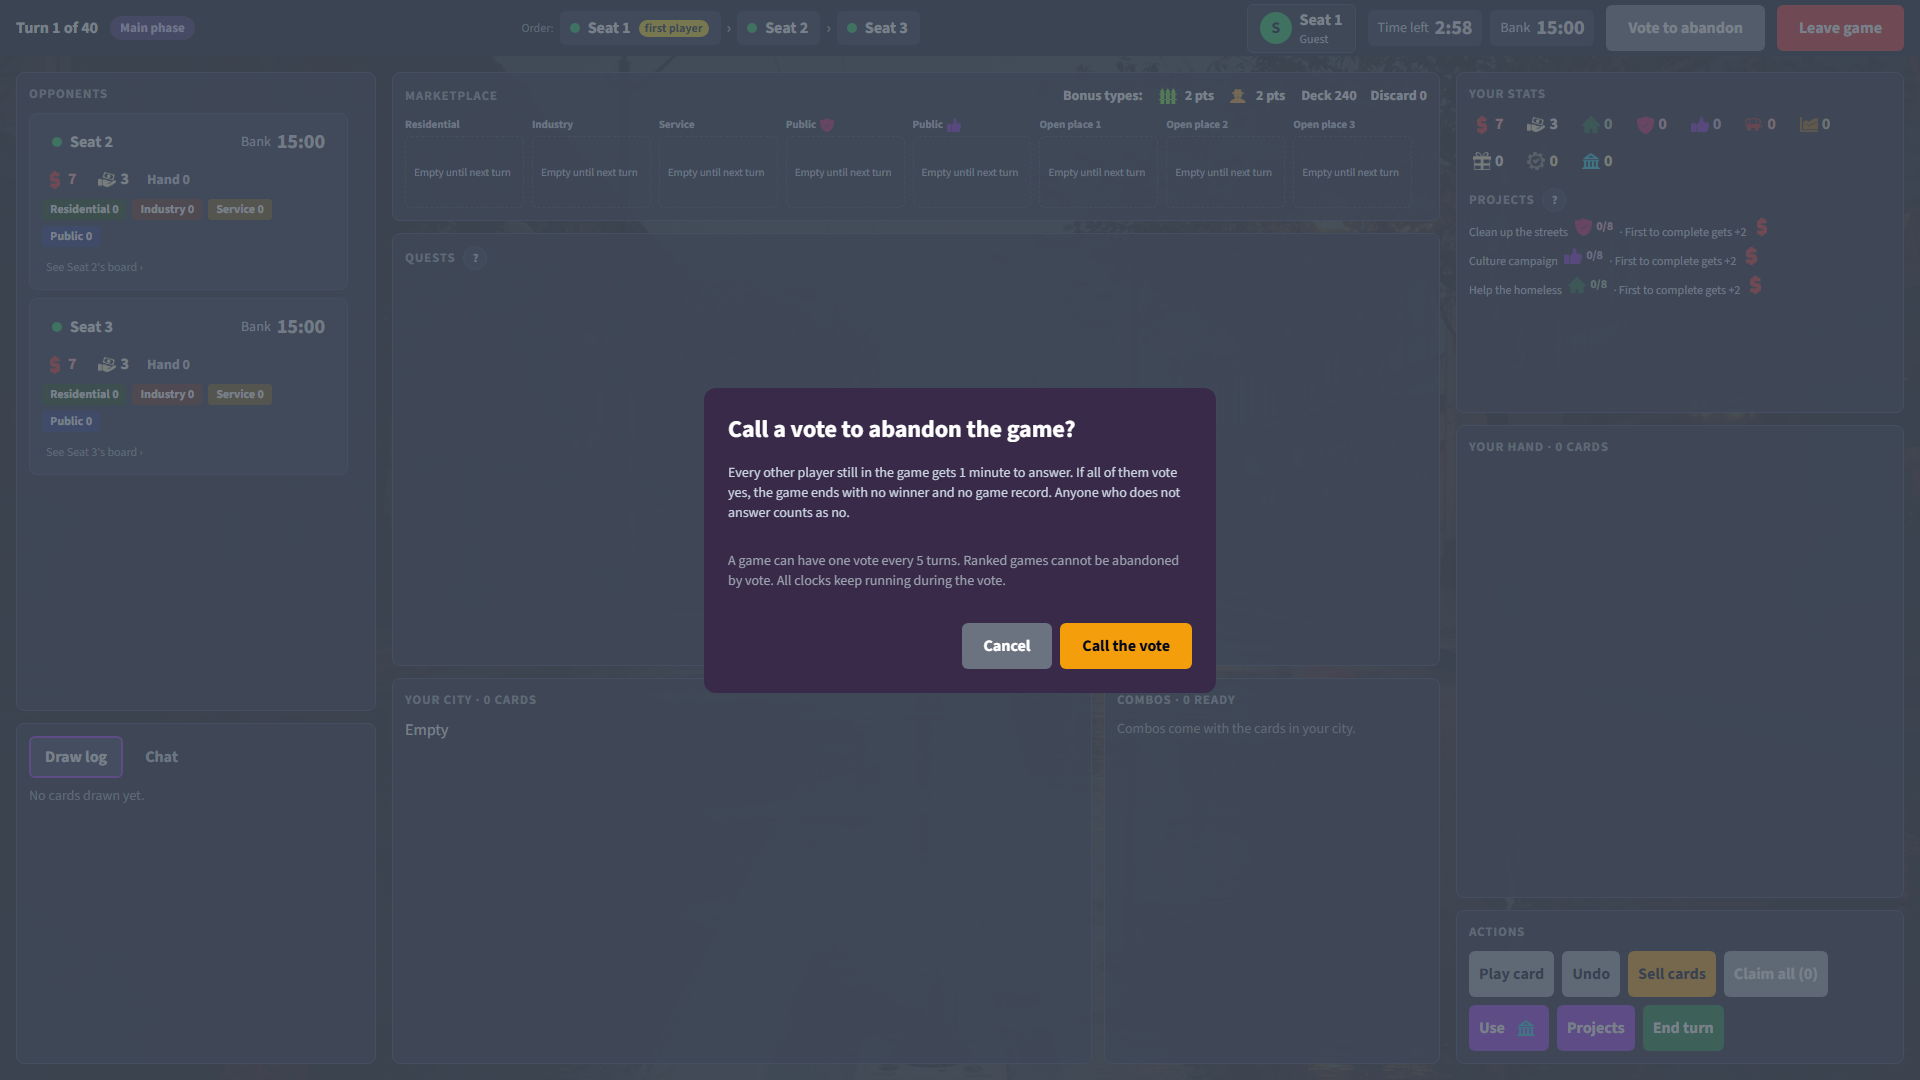 Turn 1 of 40
Main phase
Order:
Seat 1
first player
›
Seat 2
›
Seat 3
S
Seat 1
Guest
Time left 2:58
Bank 15:00
Vote to abandon
Leave game
OPPONENTS
Seat 2
Bank 15:00
7
3
Hand 0
Residential 0
Industry 0
Service 0
Public 0
See Seat 2's board ›
Seat 3
Bank 15:00
7
3
Hand 0
Residential 0
Industry 0
Service 0
Public 0
See Seat 3's board ›
Draw log
Chat
No cards drawn yet.
MARKETPLACE
Bonus types:
2 pts
2 pts
Deck 240
Discard 0
Residential
Industry
Service
Public
Public
Open place 1
Open place 2
Open place 3
Empty until next turn
Empty until next turn
Empty until next turn
Empty until next turn
Empty until next turn
Empty until next turn
Empty until next turn
Empty until next turn
QUESTS
?
Call a vote to abandon the game?
Every other player still in the game gets 1 minute to answer. If all of them vote
yes, the game ends with no winner and no game record. Anyone who does not
answer counts as no.
A game can have one vote every 5 turns. Ranked games cannot be abandoned
by vote. All clocks keep running during the vote.
Cancel
Call the vote
YOUR CITY · 0 CARDS
Empty
COMBOS · 0 READY
Combos come with the cards in your city.
YOUR STATS
$ 7
3
0
0
0
0
0
0
0
0
PROJECTS
?
Clean up the streets 0/8 · First to complete gets +2 $
Culture campaign 0/8 · First to complete gets +2 $
Help the homeless 0/8 · First to complete gets +2 $
YOUR HAND · 0 CARDS
ACTIONS
Play card
Undo
Sell cards
Claim all (0)
Use
Projects
End turn